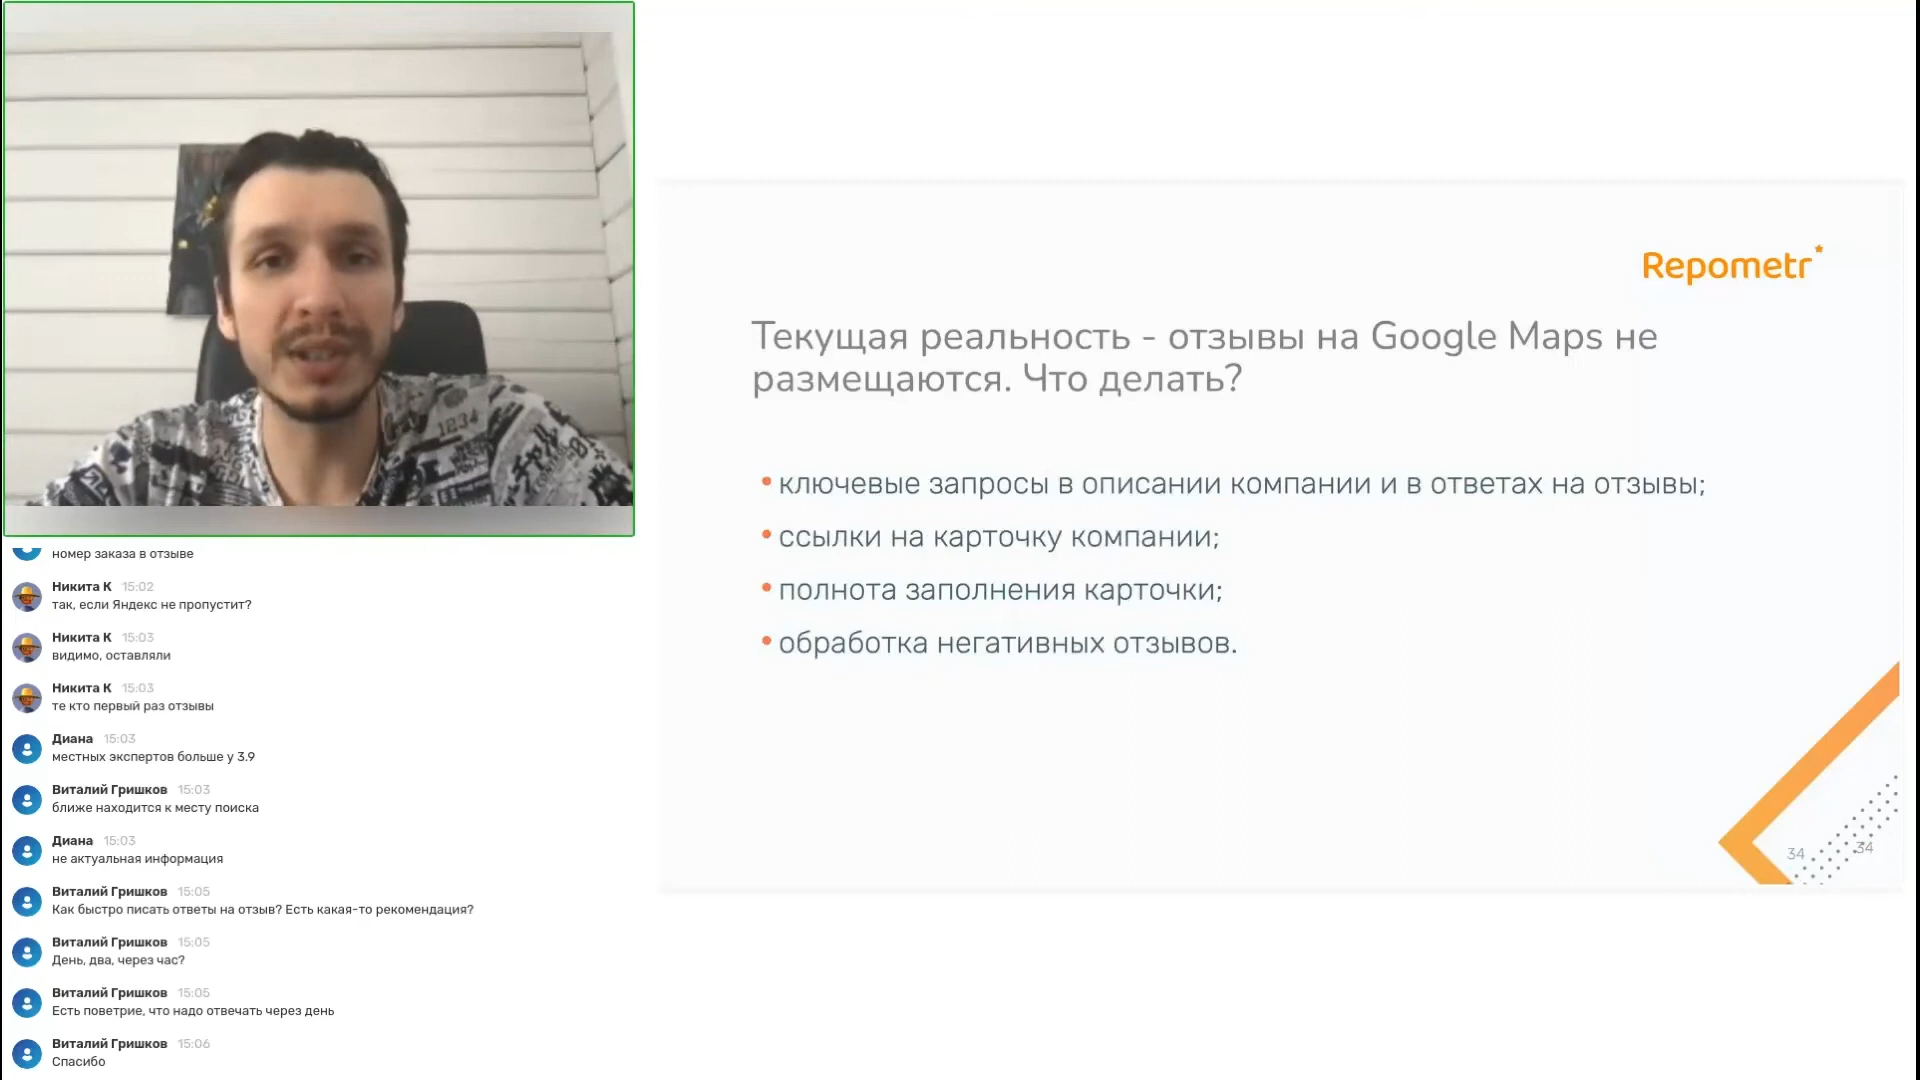 Repometr
Текущая реальность - отзывы на Google Maps не
размещаются. Что делать?
• ключевые запросы в описании компании и в ответах на отзывы;
• ссылки на карточку компании;
• полнота заполнения карточки;
• обработка негативных отзывов.
34
34
1234
номер заказа в отзыве
Никита К 15:02
так, если Яндекс не пропустит?
Никита К 15:03
видимо, оставляли
Никита К 15:03
те кто первый раз отзывы
Диана 15:03
местных экспертов больше у 3.9
Виталий Гришков 15:03
ближе находится к месту поиска
Диана 15:03
не актуальная информация
Виталий Гришков 15:05
Как быстро писать ответы на отзыв? Есть какая-то рекомендация?
Виталий Гришков 15:05
День, два, через час?
Виталий Гришков 15:05
Есть поветрие, что надо отвечать через день
Виталий Гришков 15:06
Спасибо